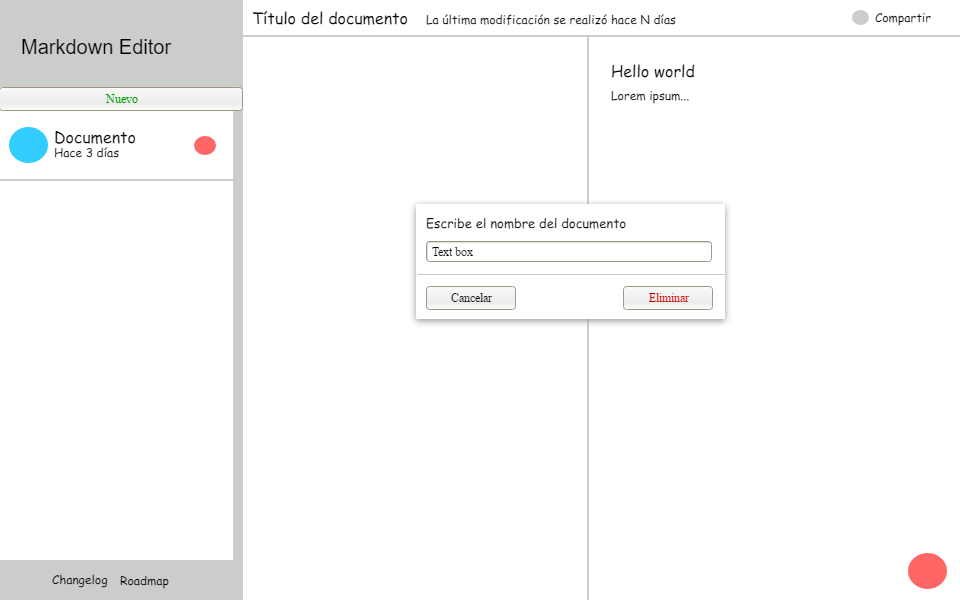 Markdown Editor
Nuevo
Documento
Hace 3 días
Changelog Roadmap
Título del documento La última modificación se realizó hace N días Compartir
Hello world
Lorem ipsum...
Escribe el nombre del documento
Text box
Cancelar Eliminar